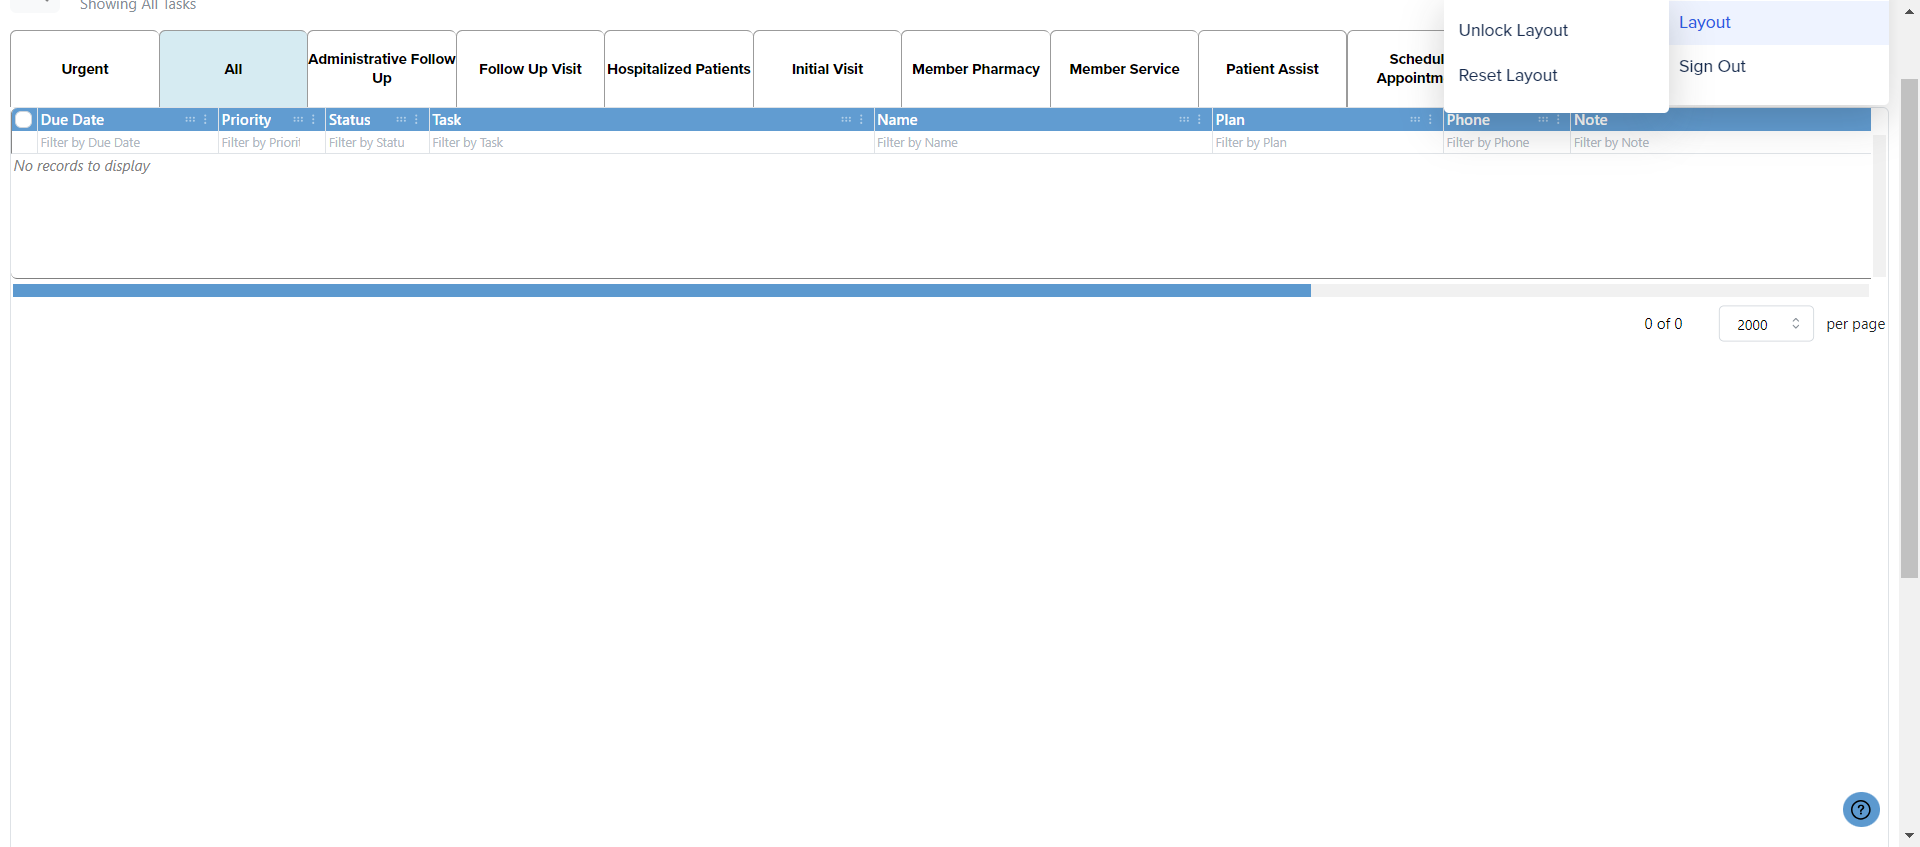 Showing All Tasks
Unlock Layout
Reset Layout
Layout
Sign Out
Urgent
All
Administrative Follow
Up
Follow Up Visit
Hospitalized Patients
Initial Visit
Member Pharmacy
Member Service
Patient Assist
Schedul
Appointm
Due Date
Priority
Status
Task
Name
Plan
Phone
Note
Filter by Due Date
Filter by Priorit
Filter by Statu
Filter by Task
Filter by Name
Filter by Plan
Filter by Phone
Filter by Note
No records to display
0 of 0
2000
per page